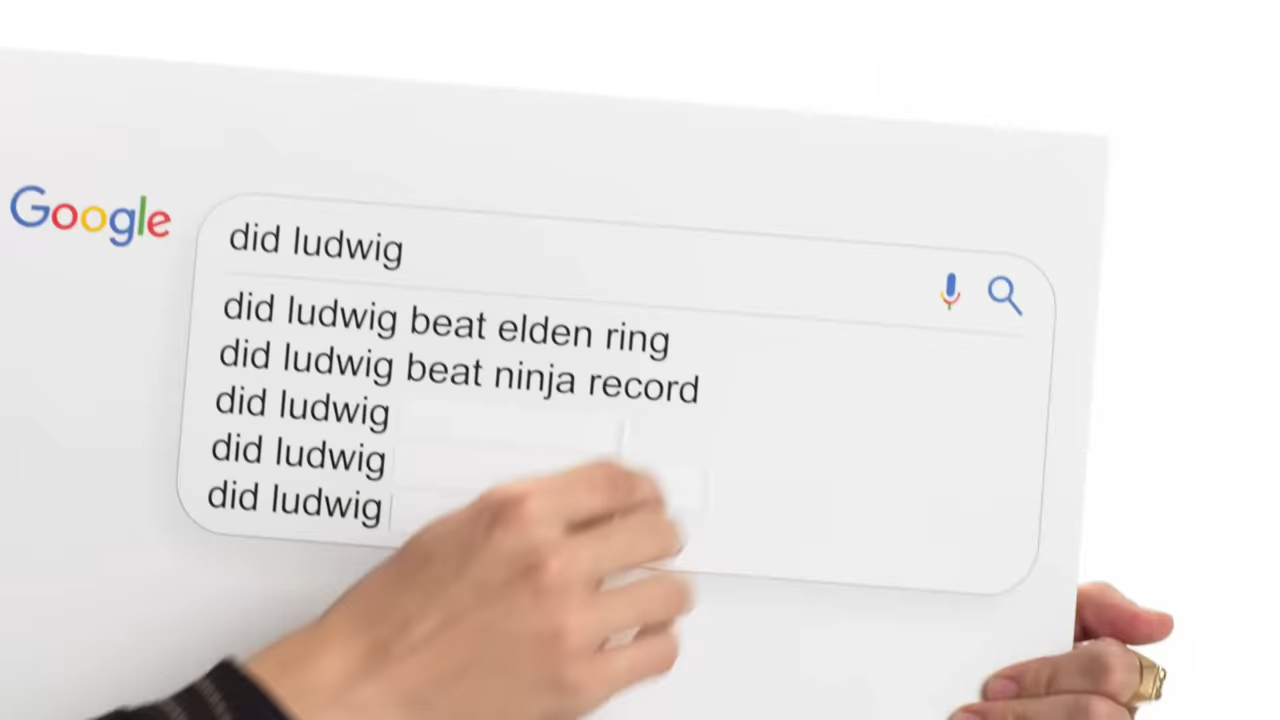 Google
did ludwig
did ludwig beat elden ring
did ludwig beat ninja record
did ludwig
did ludwig
did ludwig